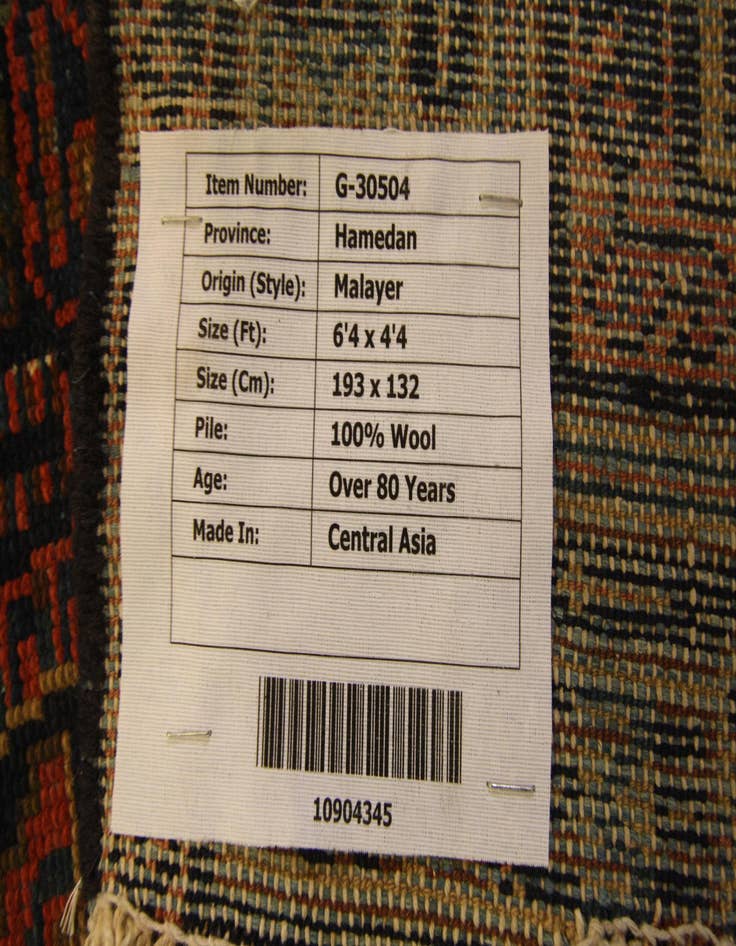 Item Number: G-30504
Province: Hamedan
Origin (Style): Malayer
Size (Ft): 6'4 x 4'4
Size (Cm): 193 x 132
Pile: 100% Wool
Age: Over 80 Years
Made In: Central Asia
10904345